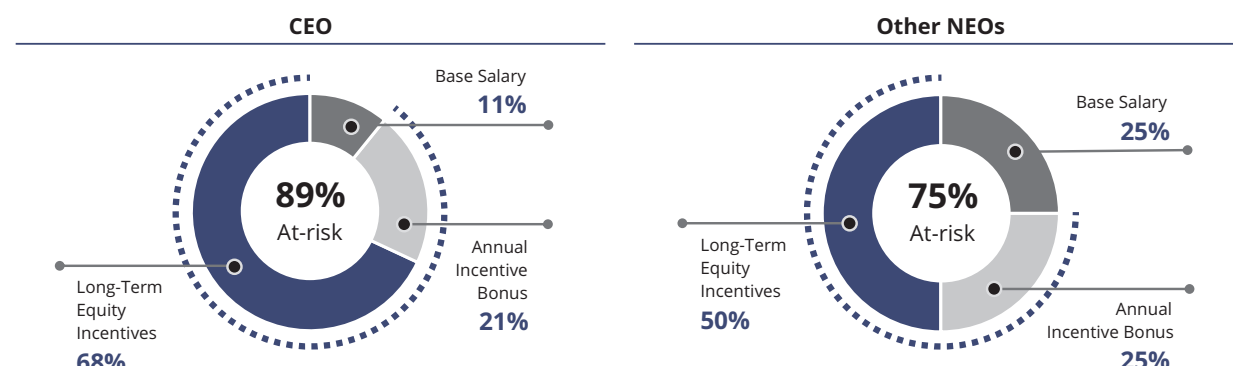 CEO
Base Salary
11%
89%
At-risk
Annual
Incentive
Bonus
21%
Long-Term
Equity
Incentives
68%
Other NEOs
Base Salary
25%
75%
At-risk
Long-Term
Equity
Incentives
50%
Annual
Incentive Bonus
25%